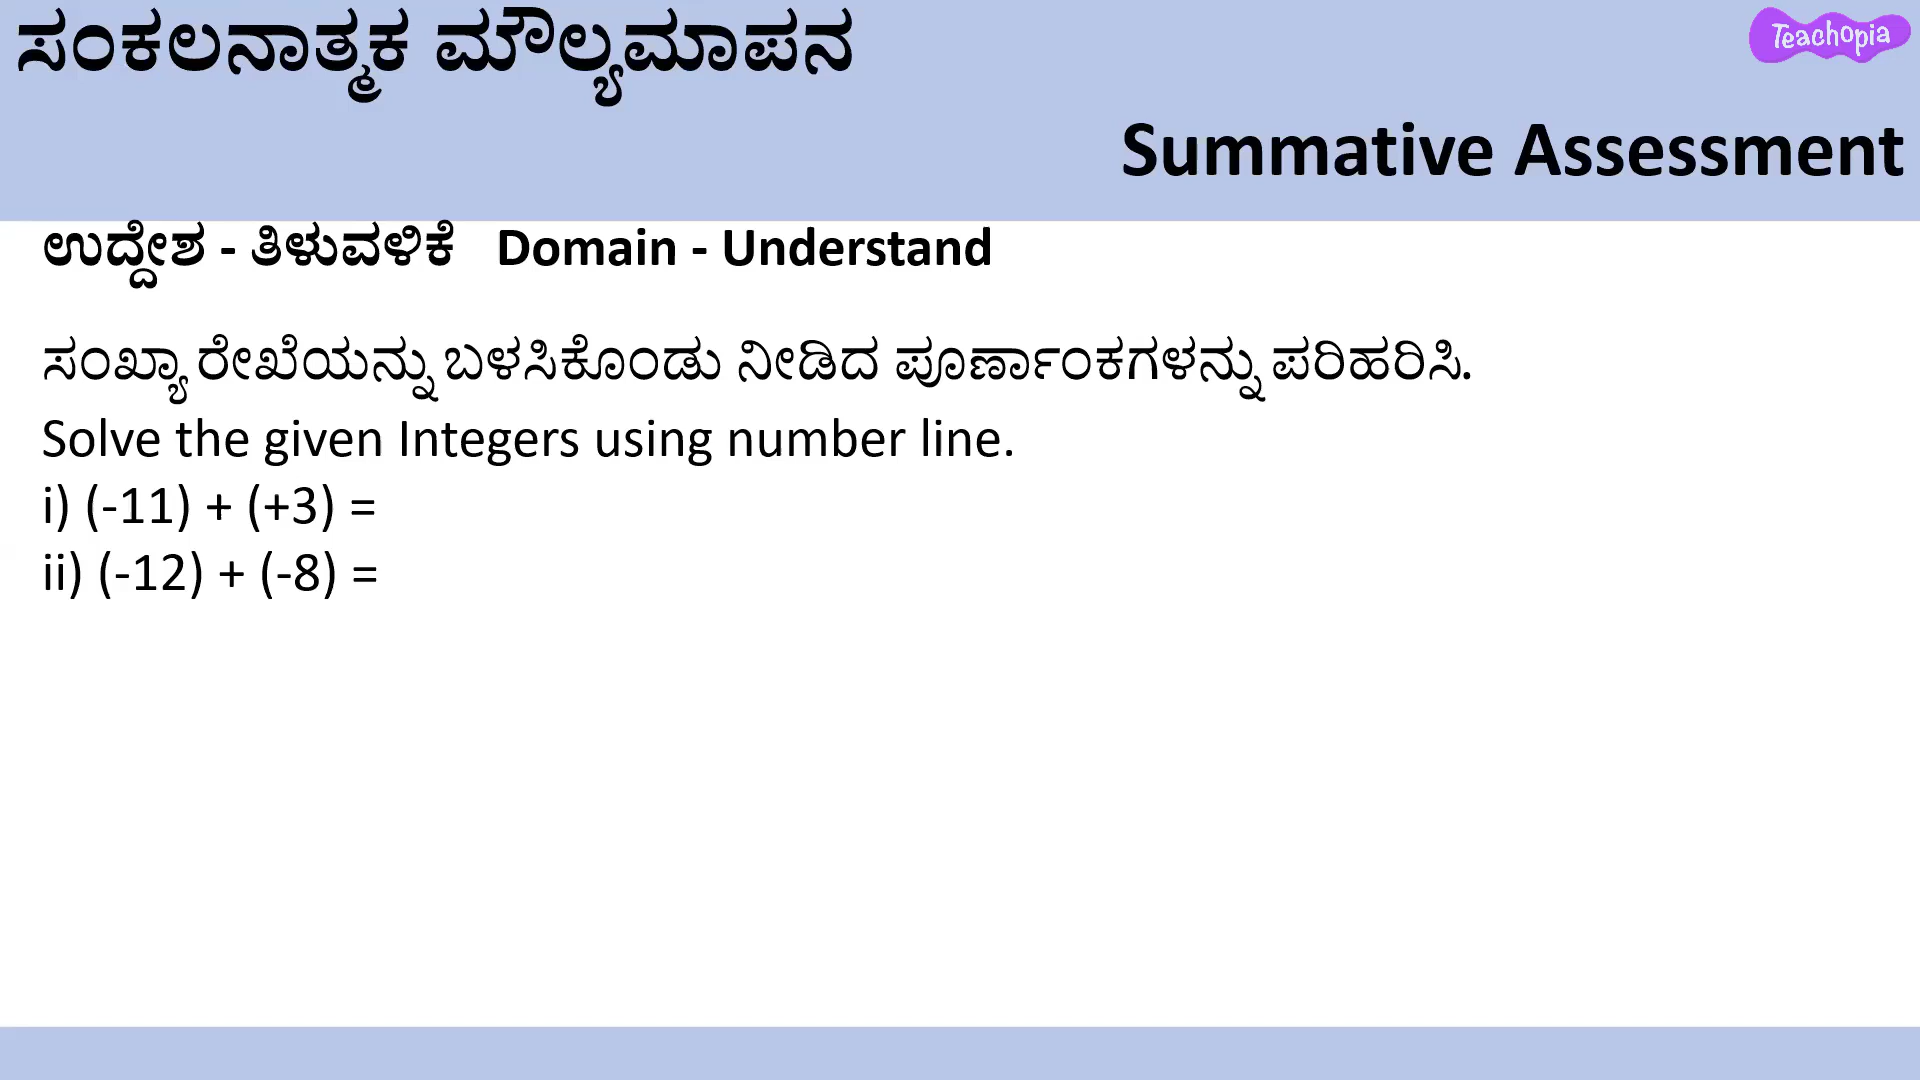 ಸಂಕಲನಾತ್ಮಕ ಮೌಲ್ಯಮಾಪನ
Teachopia
Summative Assessment
ಉದ್ದೇಶ - ತಿಳುವಳಿಕೆ Domain - Understand
ಸಂಖ್ಯಾ ರೇಖೆಯನ್ನು ಬಳಸಿಕೊಂಡು ನೀಡಿದ ಪೂರ್ಣಾಂಕಗಳನ್ನು ಪರಿಹರಿಸಿ.
Solve the given Integers using number line.
i) (-11) + (+3) =
ii) (-12) + (-8) =